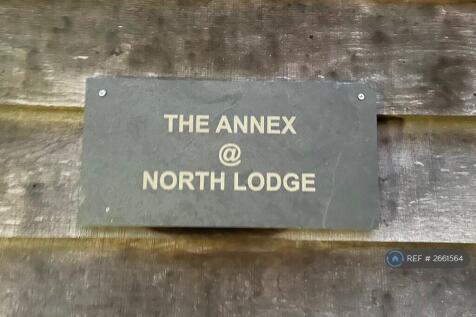 THE ANNEX
@
NORTH LODGE
REF # 2661564